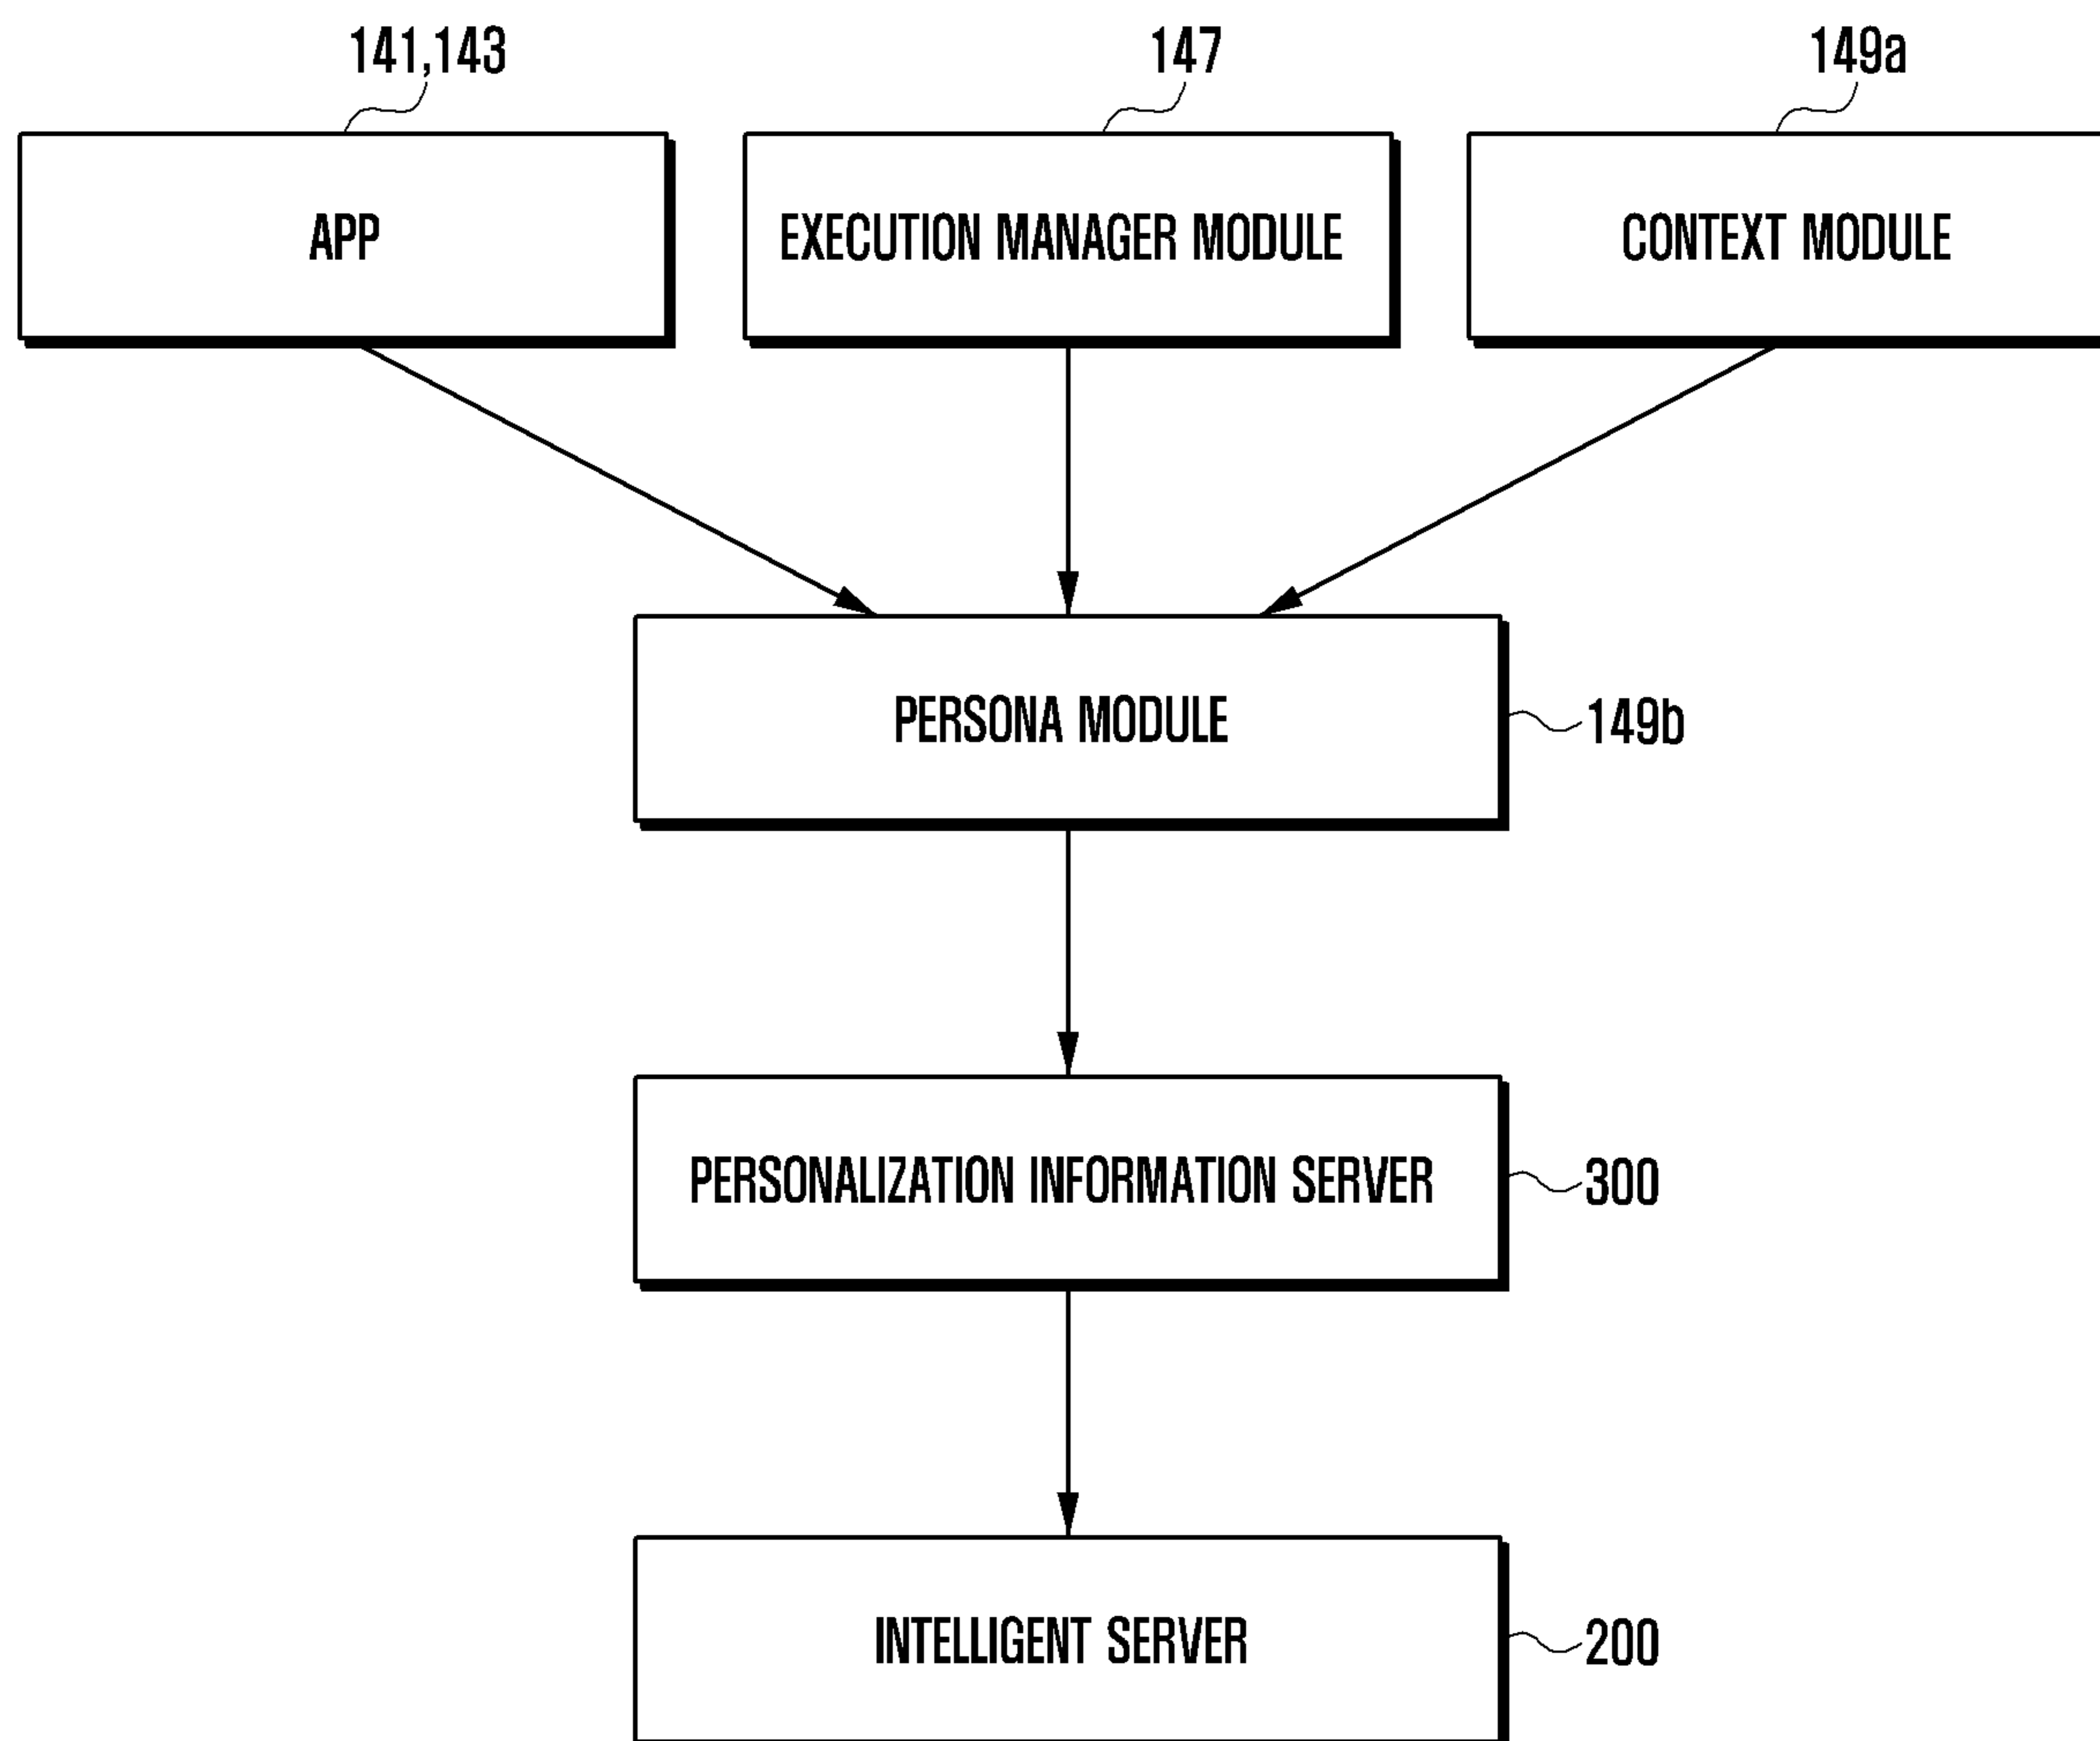 141,143
147
149a
APP
EXECUTION MANAGER MODULE
CONTEXT MODULE
PERSONA MODULE
149b
PERSONALIZATION INFORMATION SERVER
300
INTELLIGENT SERVER
200